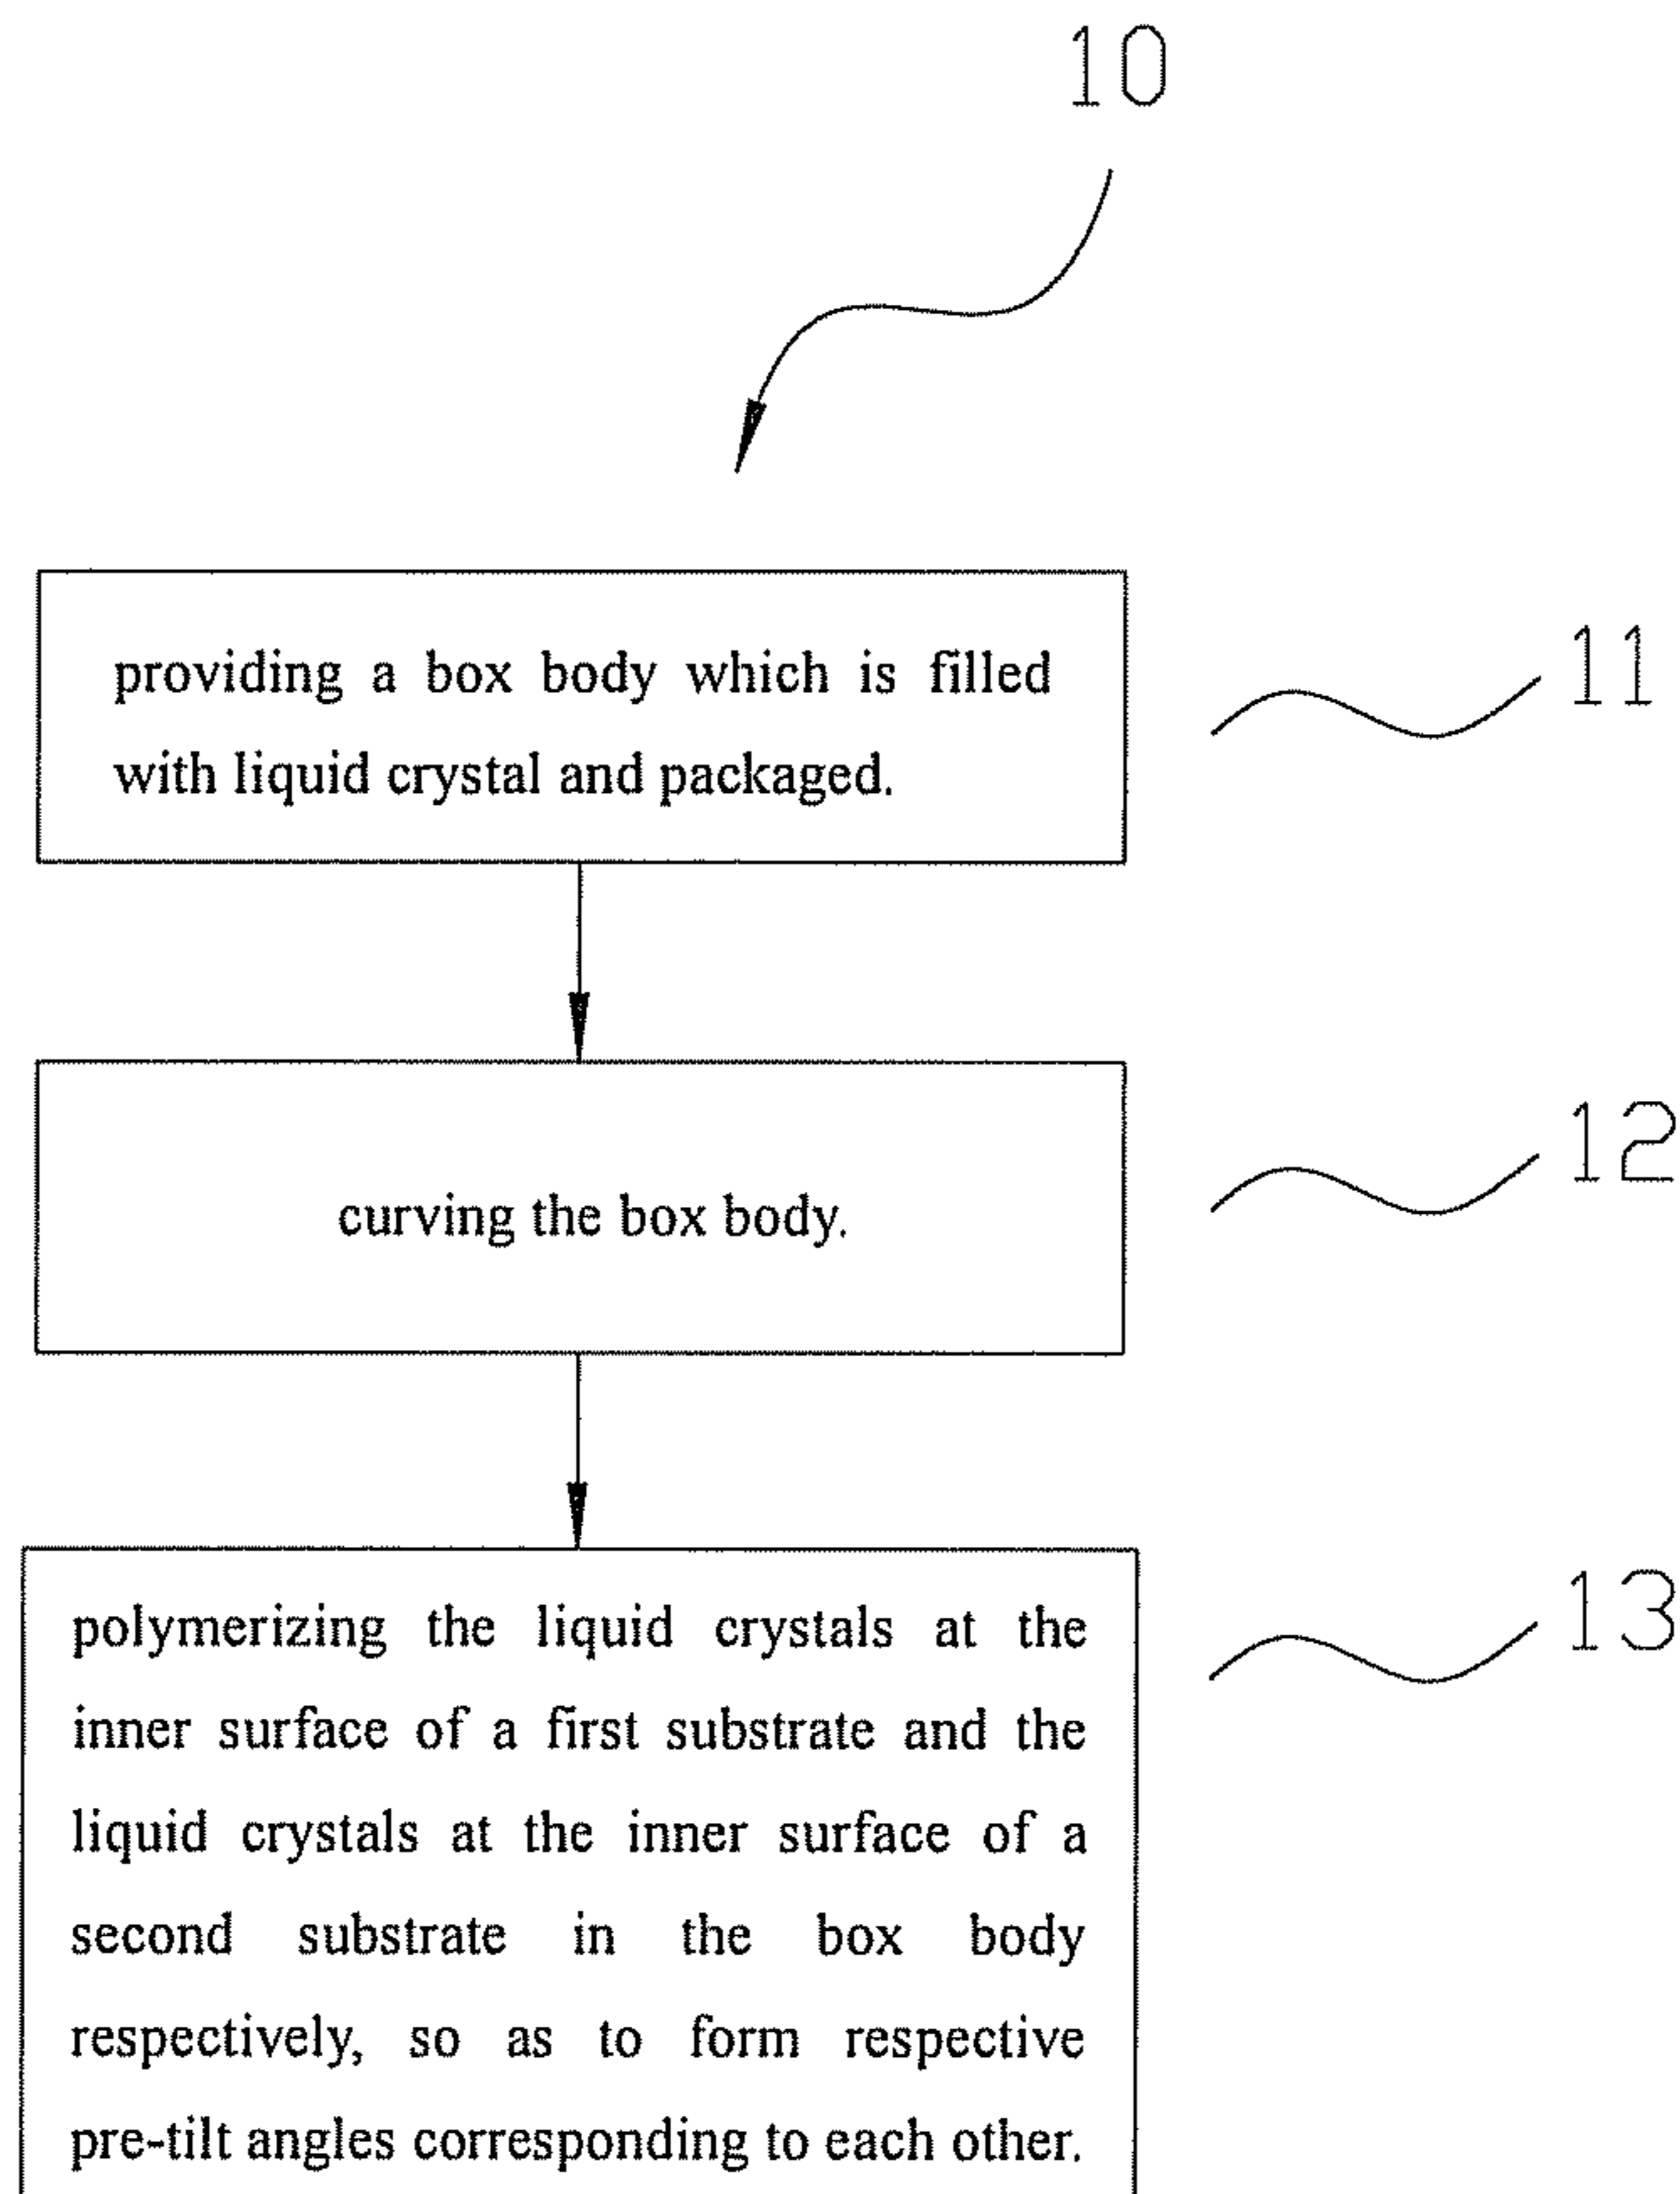 10
providing a box body which is filled
with liquid crystal and packaged.
11
curving the box body.
12
polymerizing the liquid crystals at the
inner surface of a first substrate and the
liquid crystals at the inner surface of a
second substrate in the box body
respectively, so as to form respective
pre-tilt angles corresponding to each other.
13